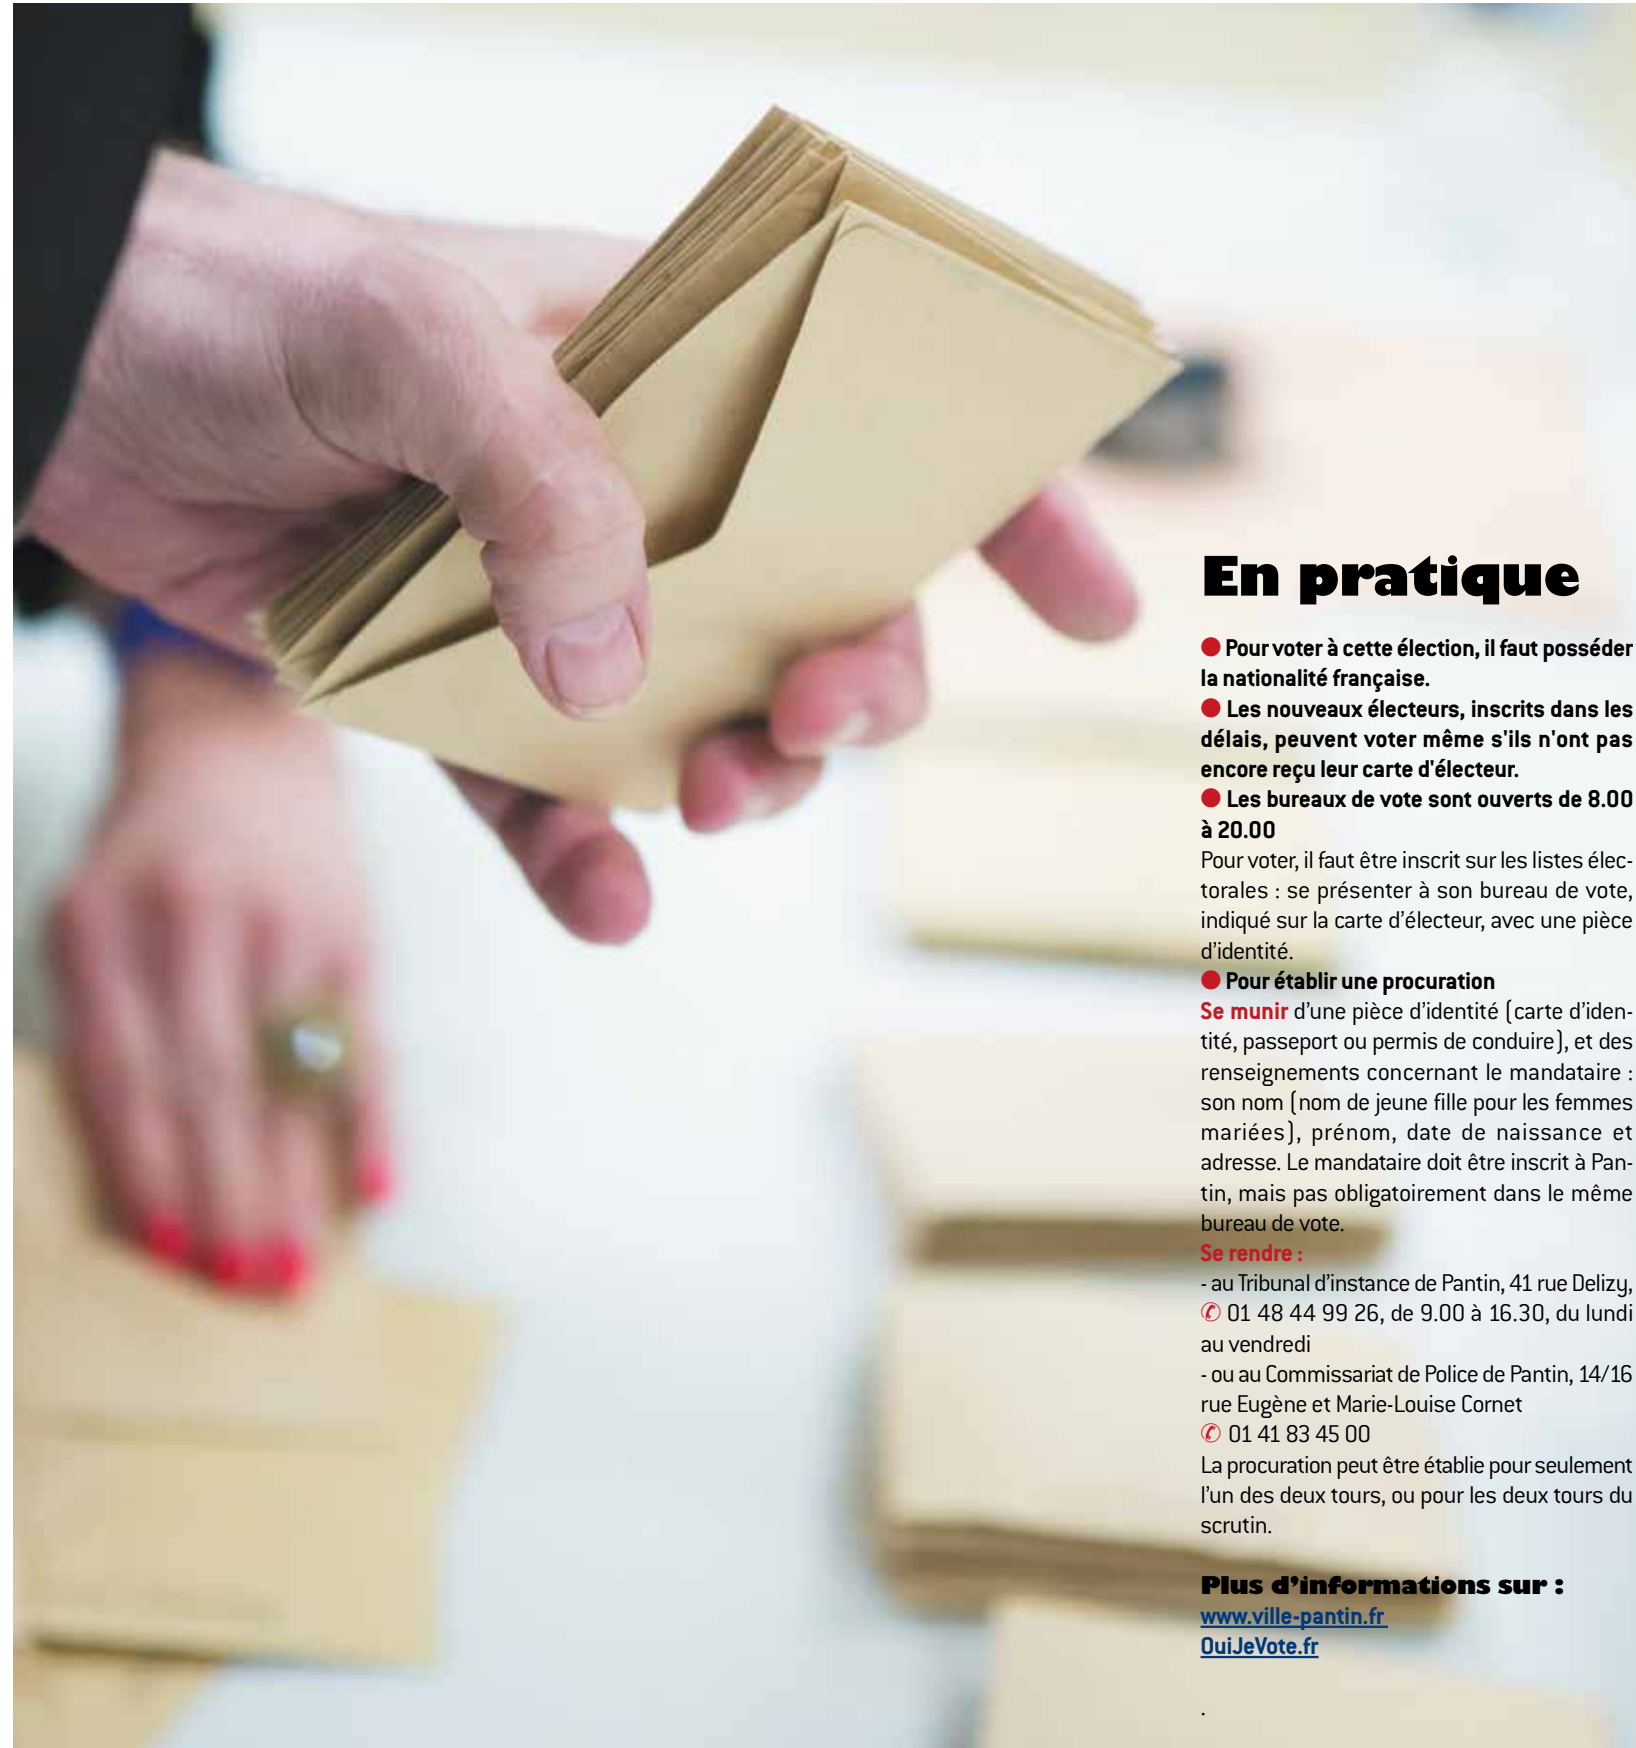 En pratique
● Pour voter à cette élection, il faut posséder
la nationalité française.
● Les nouveaux électeurs, inscrits dans les
délais, peuvent voter même s'ils n'ont pas
encore reçu leur carte d'électeur.
● Les bureaux de vote sont ouverts de 8.00
à 20.00
Pour voter, il faut être inscrit sur les listes élec-
torales : se présenter à son bureau de vote,
indiqué sur la carte d’électeur, avec une pièce
d’identité.
● Pour établir une procuration
Se munir d’une pièce d’identité (carte d’iden-
tité, passeport ou permis de conduire), et des
renseignements concernant le mandataire :
son nom (nom de jeune fille pour les femmes
mariées), prénom, date de naissance et
adresse. Le mandataire doit être inscrit à Pan-
tin, mais pas obligatoirement dans le même
bureau de vote.
Se rendre :
- au Tribunal d’instance de Pantin, 41 rue Delizy,
✆ 01 48 44 99 26, de 9.00 à 16.30, du lundi
au vendredi
- ou au Commissariat de Police de Pantin, 14/16
rue Eugène et Marie-Louise Cornet
✆ 01 41 83 45 00
La procuration peut être établie pour seulement
l’un des deux tours, ou pour les deux tours du
scrutin.
Plus d’informations sur :
www.ville-pantin.fr
OuiJeVote.fr
.